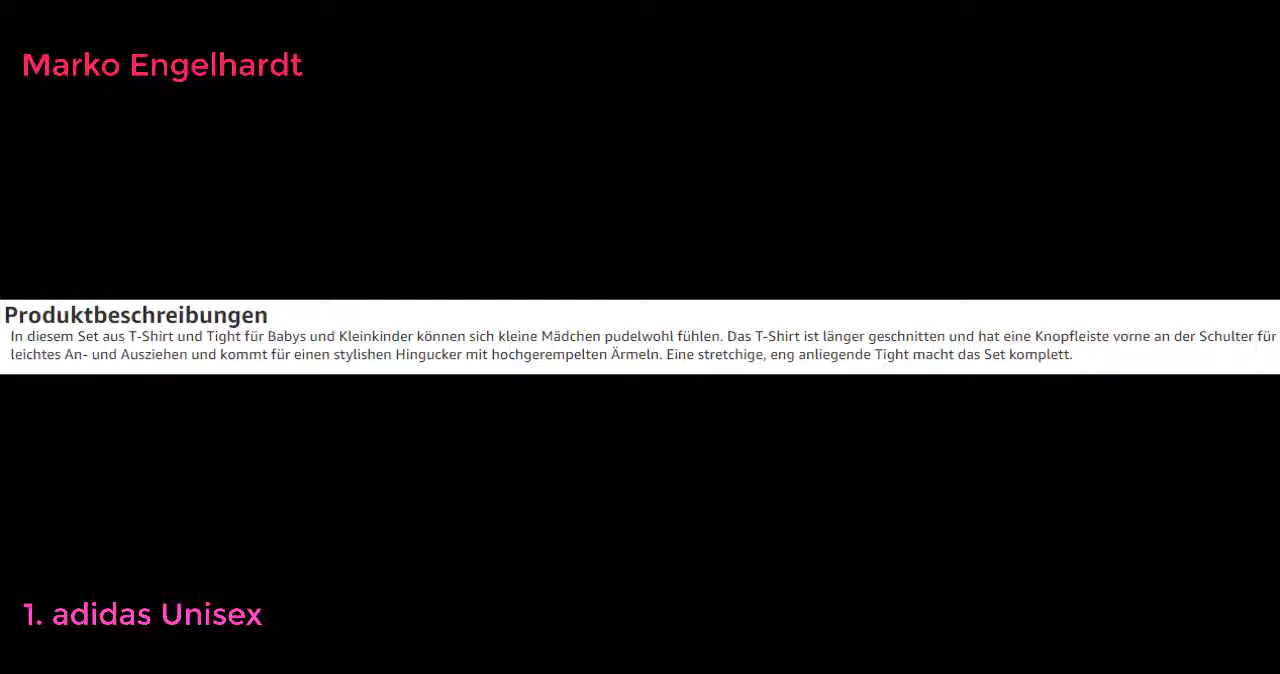 Marko Engelhardt
Produktbeschreibungen
In diesem Set aus T-Shirt und Tight für Babys und Kleinkinder können sich kleine Mädchen pudelwohl fühlen. Das T-Shirt ist länger geschnitten und hat eine Knopfleiste vorne an der Schulter für
leichtes An- und Ausziehen und kommt für einen stylishen Hingucker mit hochgerempelten Ärmeln. Eine stretchige, eng anliegende Tight macht das Set komplett.
1. adidas Unisex